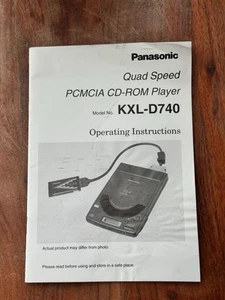 Panasonic
Quad Speed
PCMCIA CD-ROM Player
Model No. KXL-D740
Operating Instructions
Actual product may differ from photo.
Please read before using and store in a safe place.